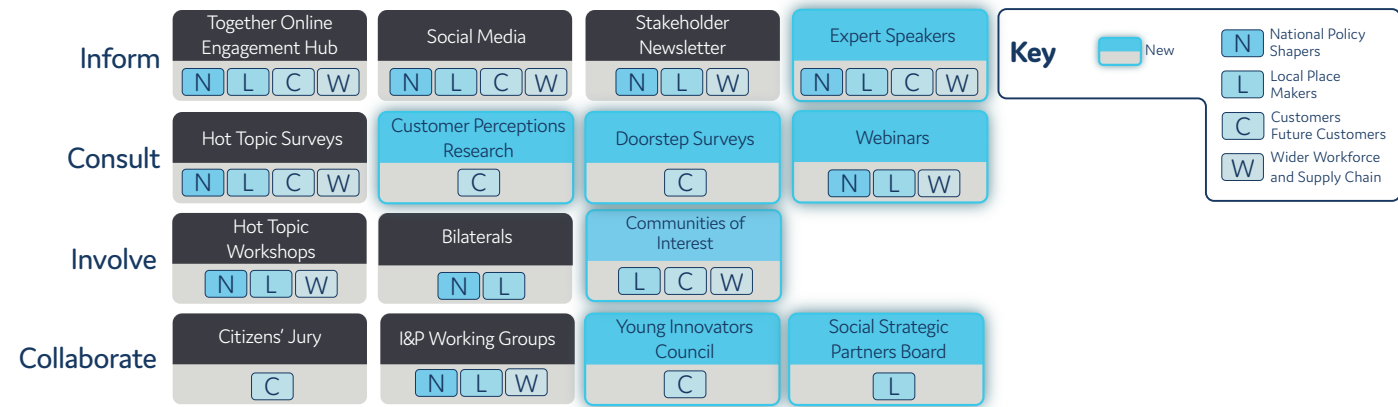 Inform
Together Online
Engagement Hub
N L C W
Social Media
N L C W
Stakeholder
Newsletter
N L W
Expert Speakers
N L C W
Consult
Hot Topic Surveys
N L C W
Customer Perceptions
Research
C
Doorstep Surveys
C
Webinars
N L W
Involve
Hot Topic
Workshops
N L W
Bilaterals
N L
Communities of
Interest
L C W
Collaborate
Citizens’ Jury
C
I&P Working Groups
N L W
Young Innovators
Council
C
Social Strategic
Partners Board
L
Key
New
N National Policy
Shapers
L Local Place
Makers
C Customers
Future Customers
W Wider Workforce
and Supply Chain